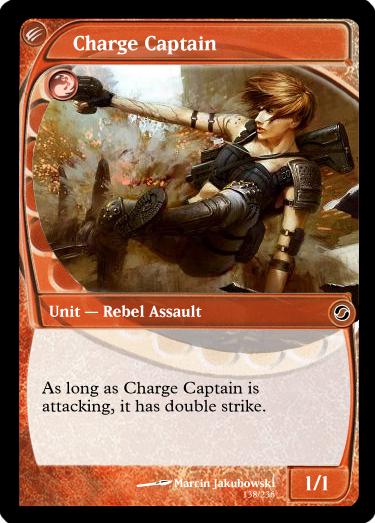 Charge Captain
Unit — Rebel Assault
As long as Charge Captain is
attacking, it has double strike.
Marcin Jakubowski
138/236
1/1